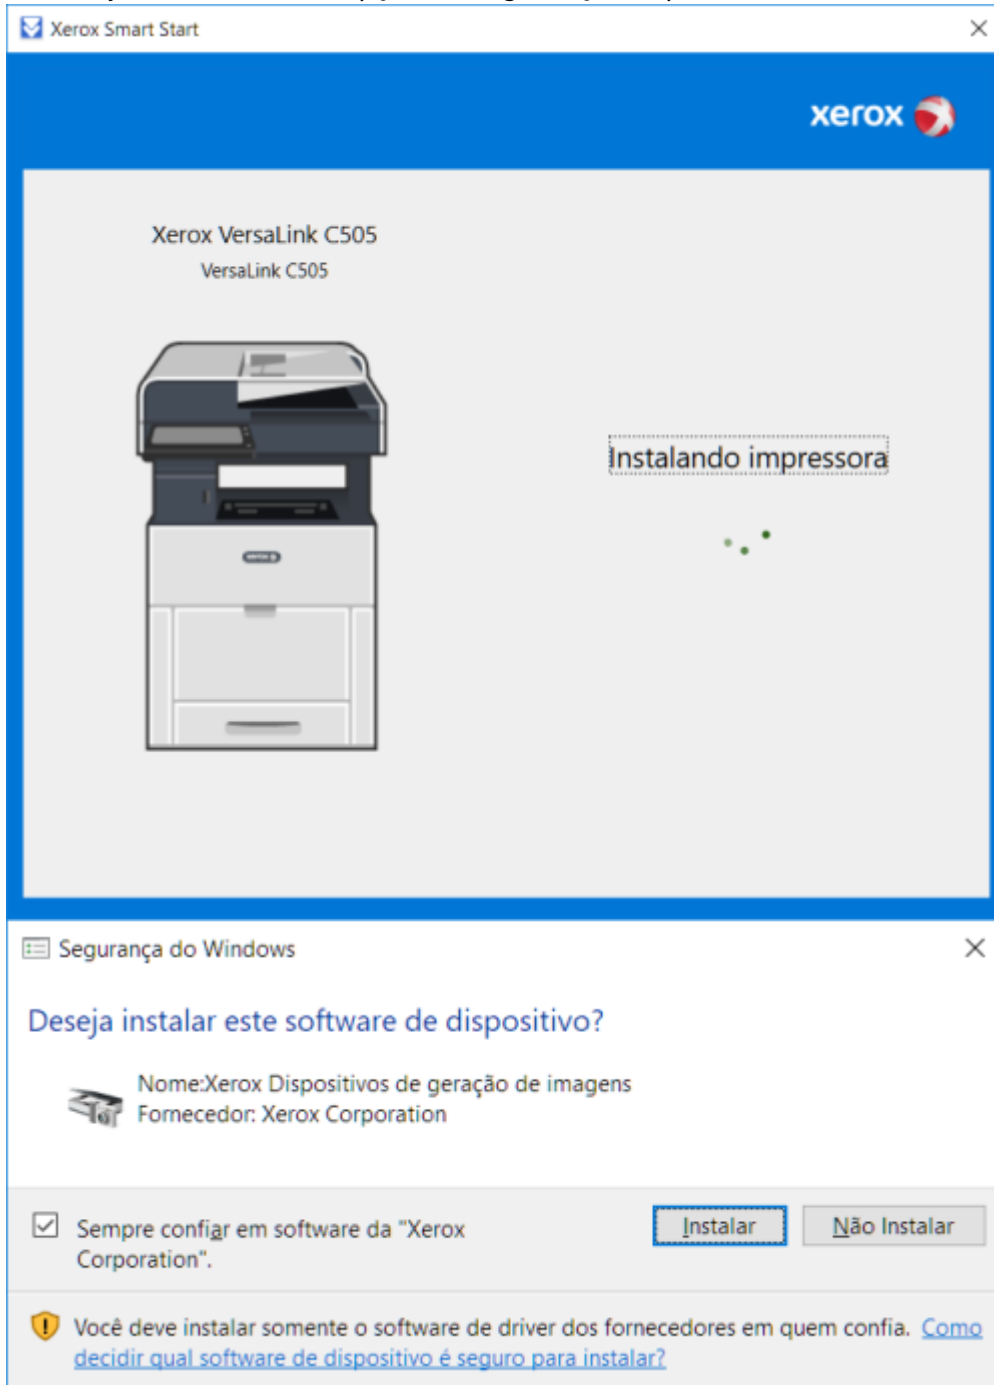 Xerox Smart Start
xerox
Xerox VersaLink C505
VersaLink C505
Instalando impressora
xerox
Segurança do Windows
Deseja instalar este software de dispositivo?
Nome:Xerox Dispositivos de geração de imagens
Fornecedor: Xerox Corporation
Sempre confiar em software da "Xerox
Corporation".
Instalar
Não Instalar
Você deve instalar somente o software de driver dos fornecedores em quem confia. Como
decidir qual software de dispositivo é seguro para instalar?